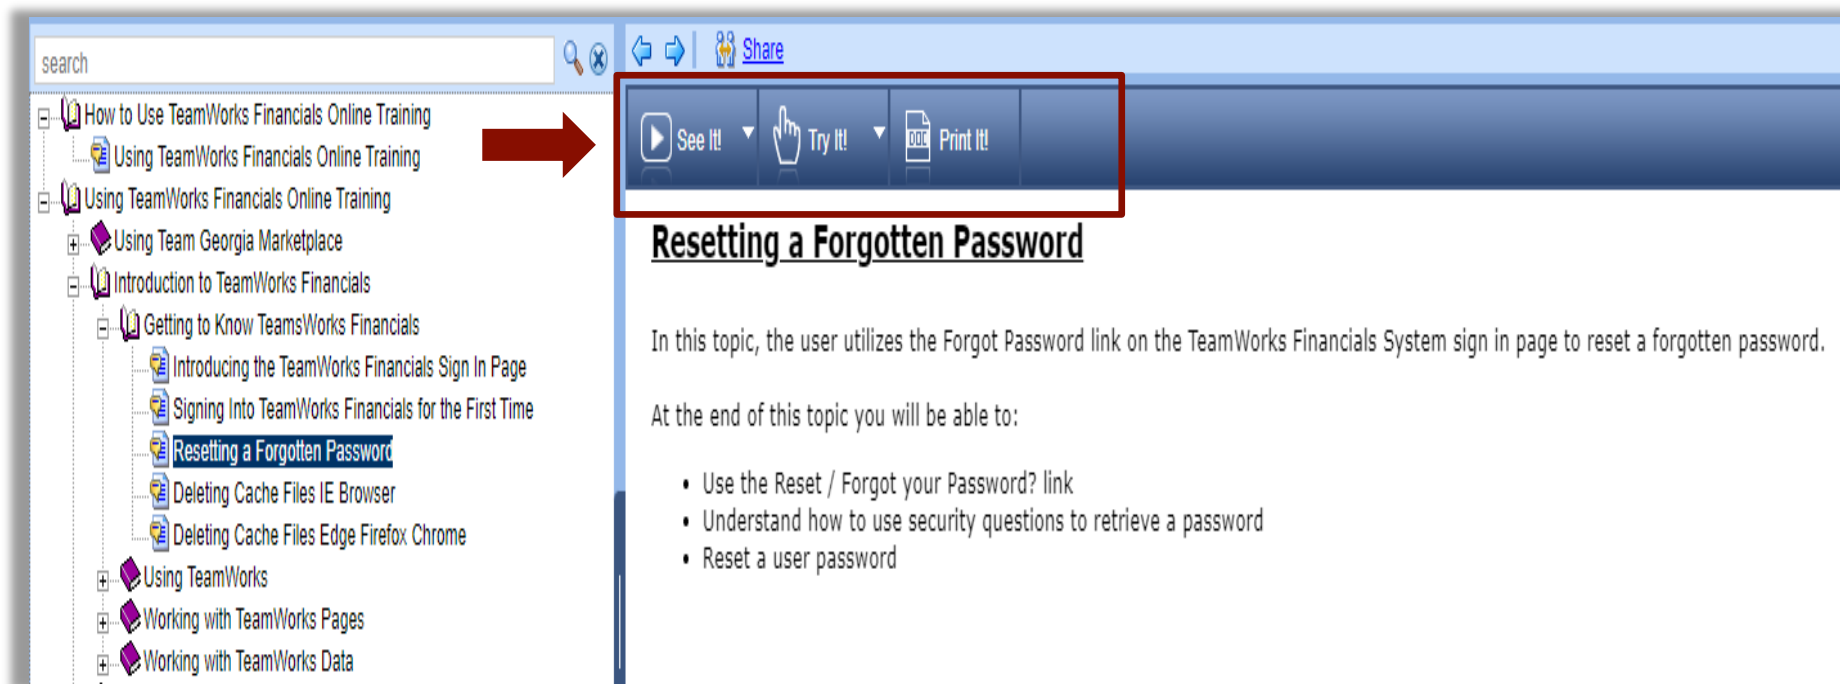 search
How to Use TeamWorks Financials Online Training
Using TeamWorks Financials Online Training
Using TeamWorks Financials Online Training
Using Team Georgia Marketplace
Introduction to TeamWorks Financials
Getting to Know TeamsWorks Financials
Introducing the TeamWorks Financials Sign In Page
Signing Into TeamWorks Financials for the First Time
Resetting a Forgotten Password
Deleting Cache Files IE Browser
Deleting Cache Files Edge Firefox Chrome
Using TeamWorks
Working with TeamWorks Pages
Working with TeamWorks Data
Share
See It! Try It! DOC Print It!
Resetting a Forgotten Password
In this topic, the user utilizes the Forgot Password link on the TeamWorks Financials System sign in page to reset a forgotten password.
At the end of this topic you will be able to:
• Use the Reset / Forgot your Password? link
• Understand how to use security questions to retrieve a password
• Reset a user password